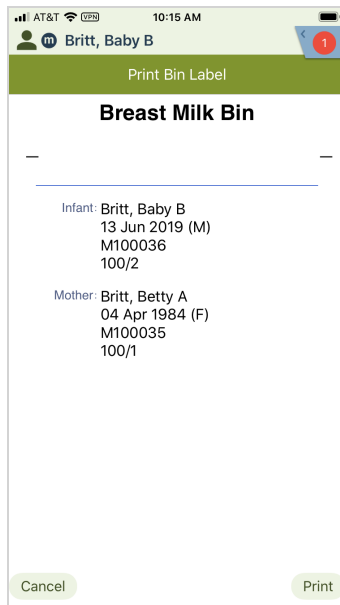 AT&T VPN 10:15 AM
m Britt, Baby B
1
Print Bin Label
Breast Milk Bin
— —
Infant: Britt, Baby B
13 Jun 2019 (M)
M100036
100/2
Mother: Britt, Betty A
04 Apr 1984 (F)
M100035
100/1
Cancel Print